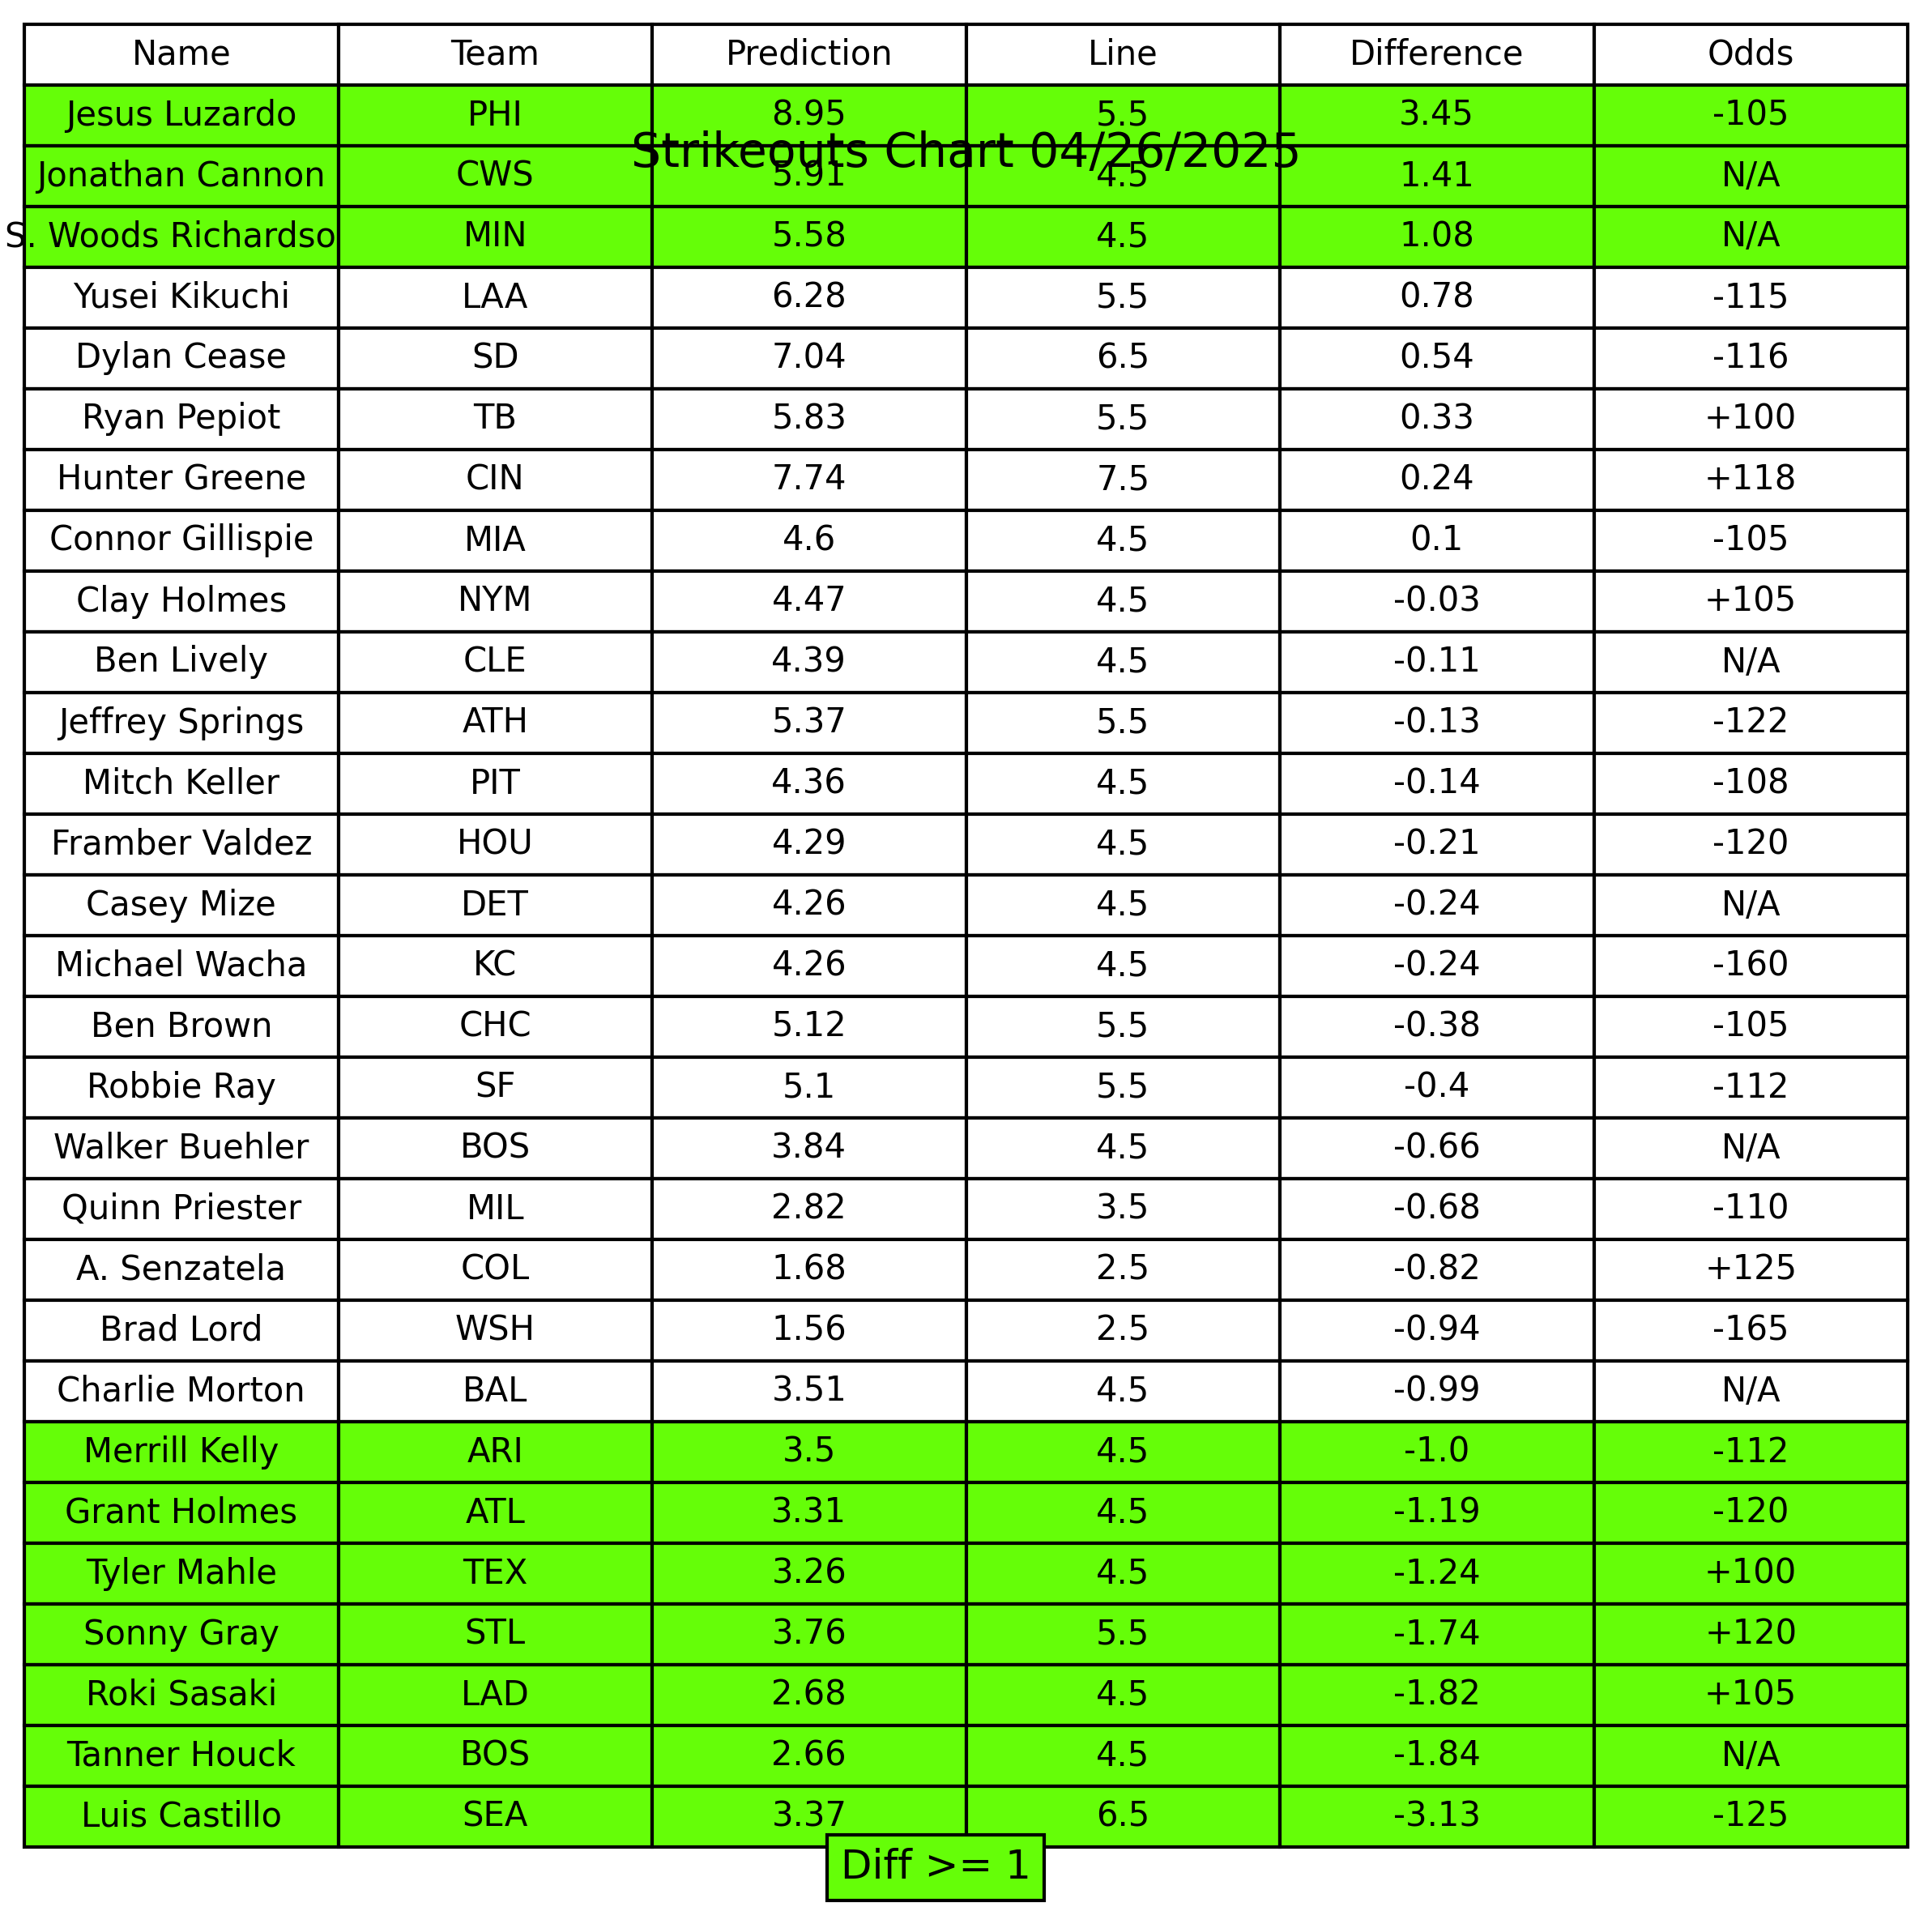 Name Team Prediction Line Difference Odds
Jesus Luzardo PHI 8.95 5.5 3.45 -105
Strikeouts Chart 04/26/2025
Jonathan Cannon CWS 5.91 4.5 1.41 N/A
S. Woods Richardso MIN 5.58 4.5 1.08 N/A
Yusei Kikuchi LAA 6.28 5.5 0.78 -115
Dylan Cease SD 7.04 6.5 0.54 -116
Ryan Pepiot TB 5.83 5.5 0.33 +100
Hunter Greene CIN 7.74 7.5 0.24 +118
Connor Gillispie MIA 4.6 4.5 0.1 -105
Clay Holmes NYM 4.47 4.5 -0.03 +105
Ben Lively CLE 4.39 4.5 -0.11 N/A
Jeffrey Springs ATH 5.37 5.5 -0.13 -122
Mitch Keller PIT 4.36 4.5 -0.14 -108
Framber Valdez HOU 4.29 4.5 -0.21 -120
Casey Mize DET 4.26 4.5 -0.24 N/A
Michael Wacha KC 4.26 4.5 -0.24 -160
Ben Brown CHC 5.12 5.5 -0.38 -105
Robbie Ray SF 5.1 5.5 -0.4 -112
Walker Buehler BOS 3.84 4.5 -0.66 N/A
Quinn Priester MIL 2.82 3.5 -0.68 -110
A. Senzatela COL 1.68 2.5 -0.82 +125
Brad Lord WSH 1.56 2.5 -0.94 -165
Charlie Morton BAL 3.51 4.5 -0.99 N/A
Merrill Kelly ARI 3.5 4.5 -1.0 -112
Grant Holmes ATL 3.31 4.5 -1.19 -120
Tyler Mahle TEX 3.26 4.5 -1.24 +100
Sonny Gray STL 3.76 5.5 -1.74 +120
Roki Sasaki LAD 2.68 4.5 -1.82 +105
Tanner Houck BOS 2.66 4.5 -1.84 N/A
Luis Castillo SEA 3.37 6.5 -3.13 -125
Diff >= 1